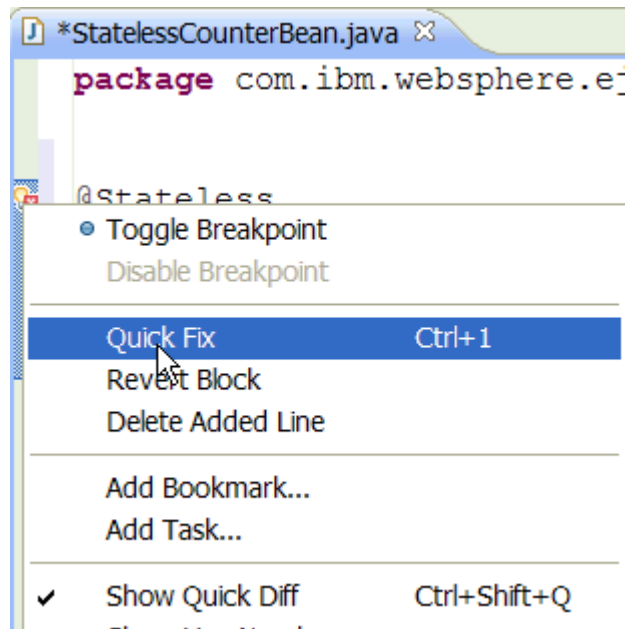 *StatelessCounterBean.java
package com.ibm.websphere.ej
@Stateless
Toggle Breakpoint
Disable Breakpoint
Quick Fix Ctrl+1
Revert Block
Delete Added Line
Add Bookmark...
Add Task...
Show Quick Diff Ctrl+Shift+Q